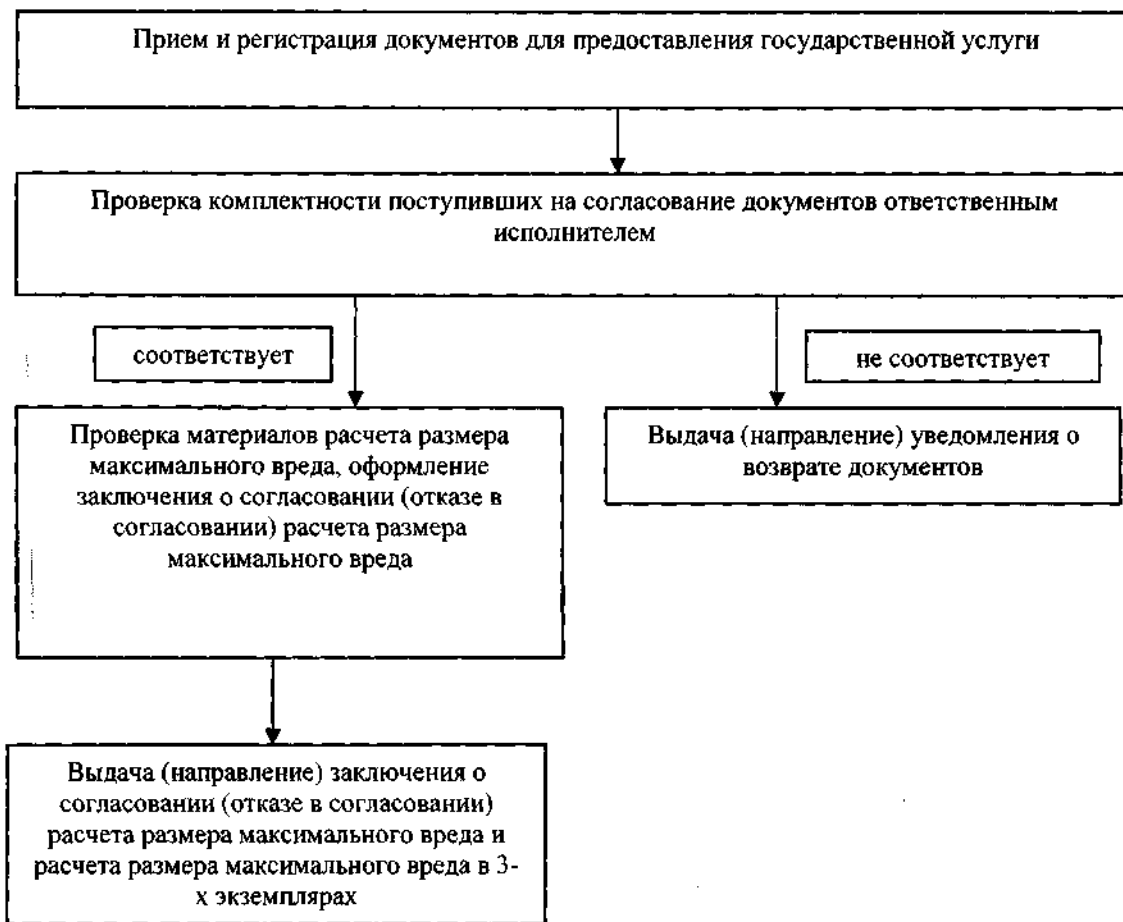 Прием и регистрация документов для предоставления государственной услуги
Проверка комплектности поступивших на согласование документов ответственным
исполнителем
соответствует
не соответствует
Проверка материалов расчета размера
максимального вреда, оформление
заключения о согласовании (отказе в
согласовании) расчета размера
максимального вреда
Выдача (направление) уведомления о
возврате документов
Выдача (направление) заключения о
согласовании (отказе в согласовании)
расчета размера максимального вреда и
расчета размера максимального вреда в 3-
х экземплярах